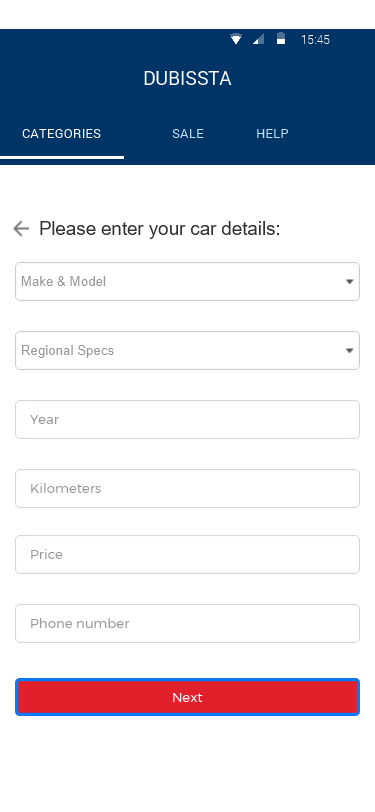 15:45
DUBISSTA
CATEGORIES SALE HELP
Please enter your car details:
Make & Model
Regional Specs
Year
Kilometers
Price
Phone number
Next